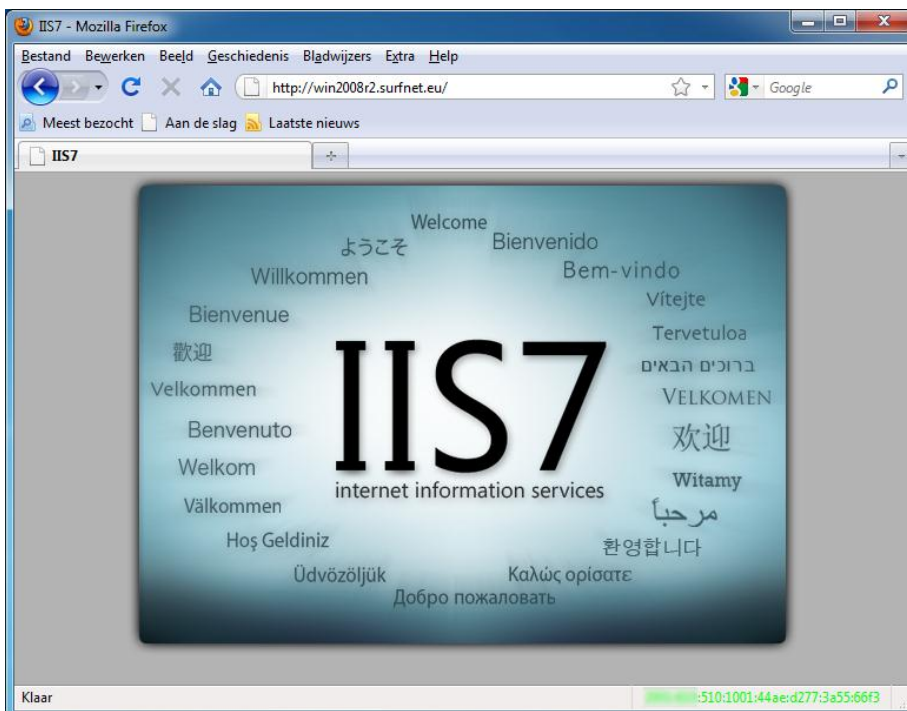 IIS7 - Mozilla Firefox
Bestand Bewerken Beeld Geschiedenis Bladwijzers Extra Help
http://win2008r2.surfnet.eu/
Google
Meest bezocht Aan de slag Laatste nieuws
IIS7
Welcome
ようこそ
Bienvenido
Willkommen
Bem-vindo
Vítejte
Bienvenue
Tervetuloa
歡迎
ברוכים הבאים
Velkommen
VELKOMEN
Benvenuto
欢迎
IIS7
Welkom
Witamy
internet information services
Välkommen
مرحباً
Hoş Geldiniz
환영합니다
Üdvözöljük
Καλώς ορίσατε
Добро пожаловать
Klaar
:510:1001:44ae:d277:3a55:66f3